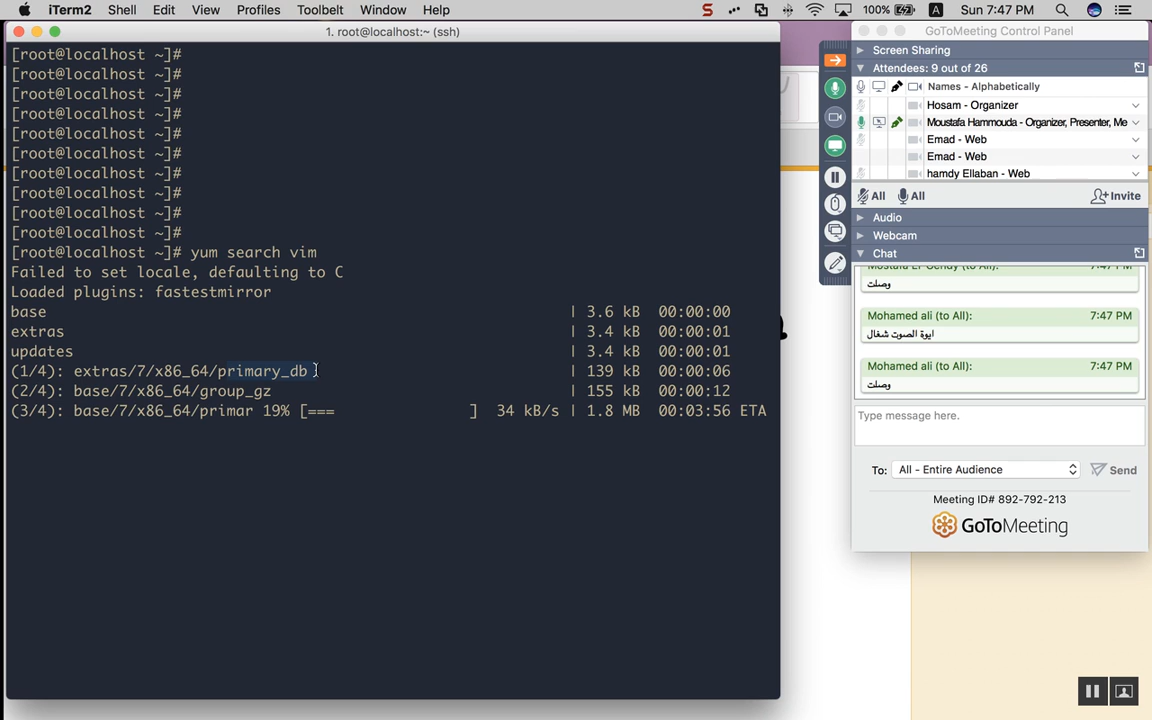 iTerm2 Shell Edit View Profiles Toolbelt Window Help
100% A Sun 7:47 PM
1. root@localhost:~ (ssh)
[root@localhost ~]#
[root@localhost ~]#
[root@localhost ~]#
[root@localhost ~]#
[root@localhost ~]#
[root@localhost ~]#
[root@localhost ~]#
[root@localhost ~]#
[root@localhost ~]#
[root@localhost ~]#
[root@localhost ~]# yum search vim
Failed to set locale, defaulting to C
Loaded plugins: fastestmirror
base | 3.6 kB 00:00:00
extras | 3.4 kB 00:00:01
updates | 3.4 kB 00:00:01
(1/4): extras/7/x86_64/primary_db | 139 kB 00:00:06
(2/4): base/7/x86_64/group_gz | 155 kB 00:00:12
(3/4): base/7/x86_64/primar 19% [=== ] 34 kB/s | 1.8 MB 00:03:56 ETA
GoToMeeting Control Panel
Screen Sharing
Attendees: 9 out of 26
Names - Alphabetically
Hosam - Organizer
Moustafa Hammouda - Organizer, Presenter, Me
Emad - Web
Emad - Web
hamdy Ellaban - Web
All All Invite
Audio
Webcam
Chat
7:47 PM
وصلت
Mohamed ali (to All): 7:47 PM
ايوة الصوت شغال
Mohamed ali (to All): 7:47 PM
وصلت
Type message here.
To: All - Entire Audience Send
Meeting ID# 892-792-213
GoToMeeting